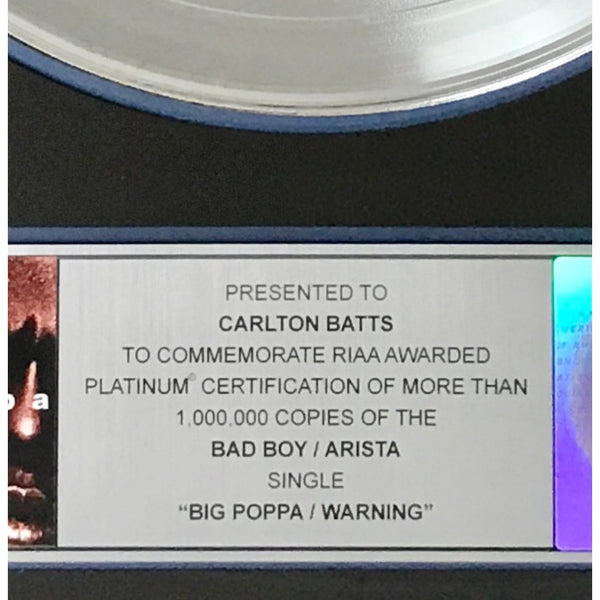 PRESENTED TO
CARLTON BATTS
TO COMMEMORATE RIAA AWARDED
PLATINUM® CERTIFICATION OF MORE THAN
1,000,000 COPIES OF THE
BAD BOY / ARISTA
SINGLE
"BIG POPPA / WARNING"
a